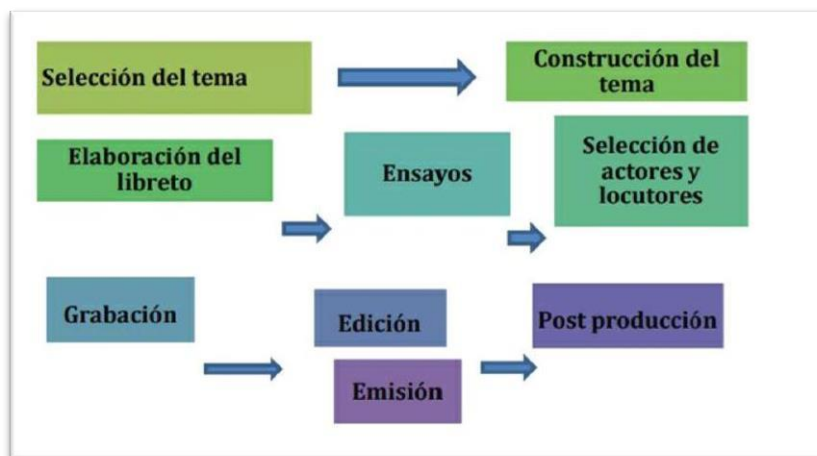 Selección del tema
Construcción del
tema
Elaboración del
libreto
Ensayos
Selección de
actores y
locutores
Grabación
Edición
Post producción
Emisión